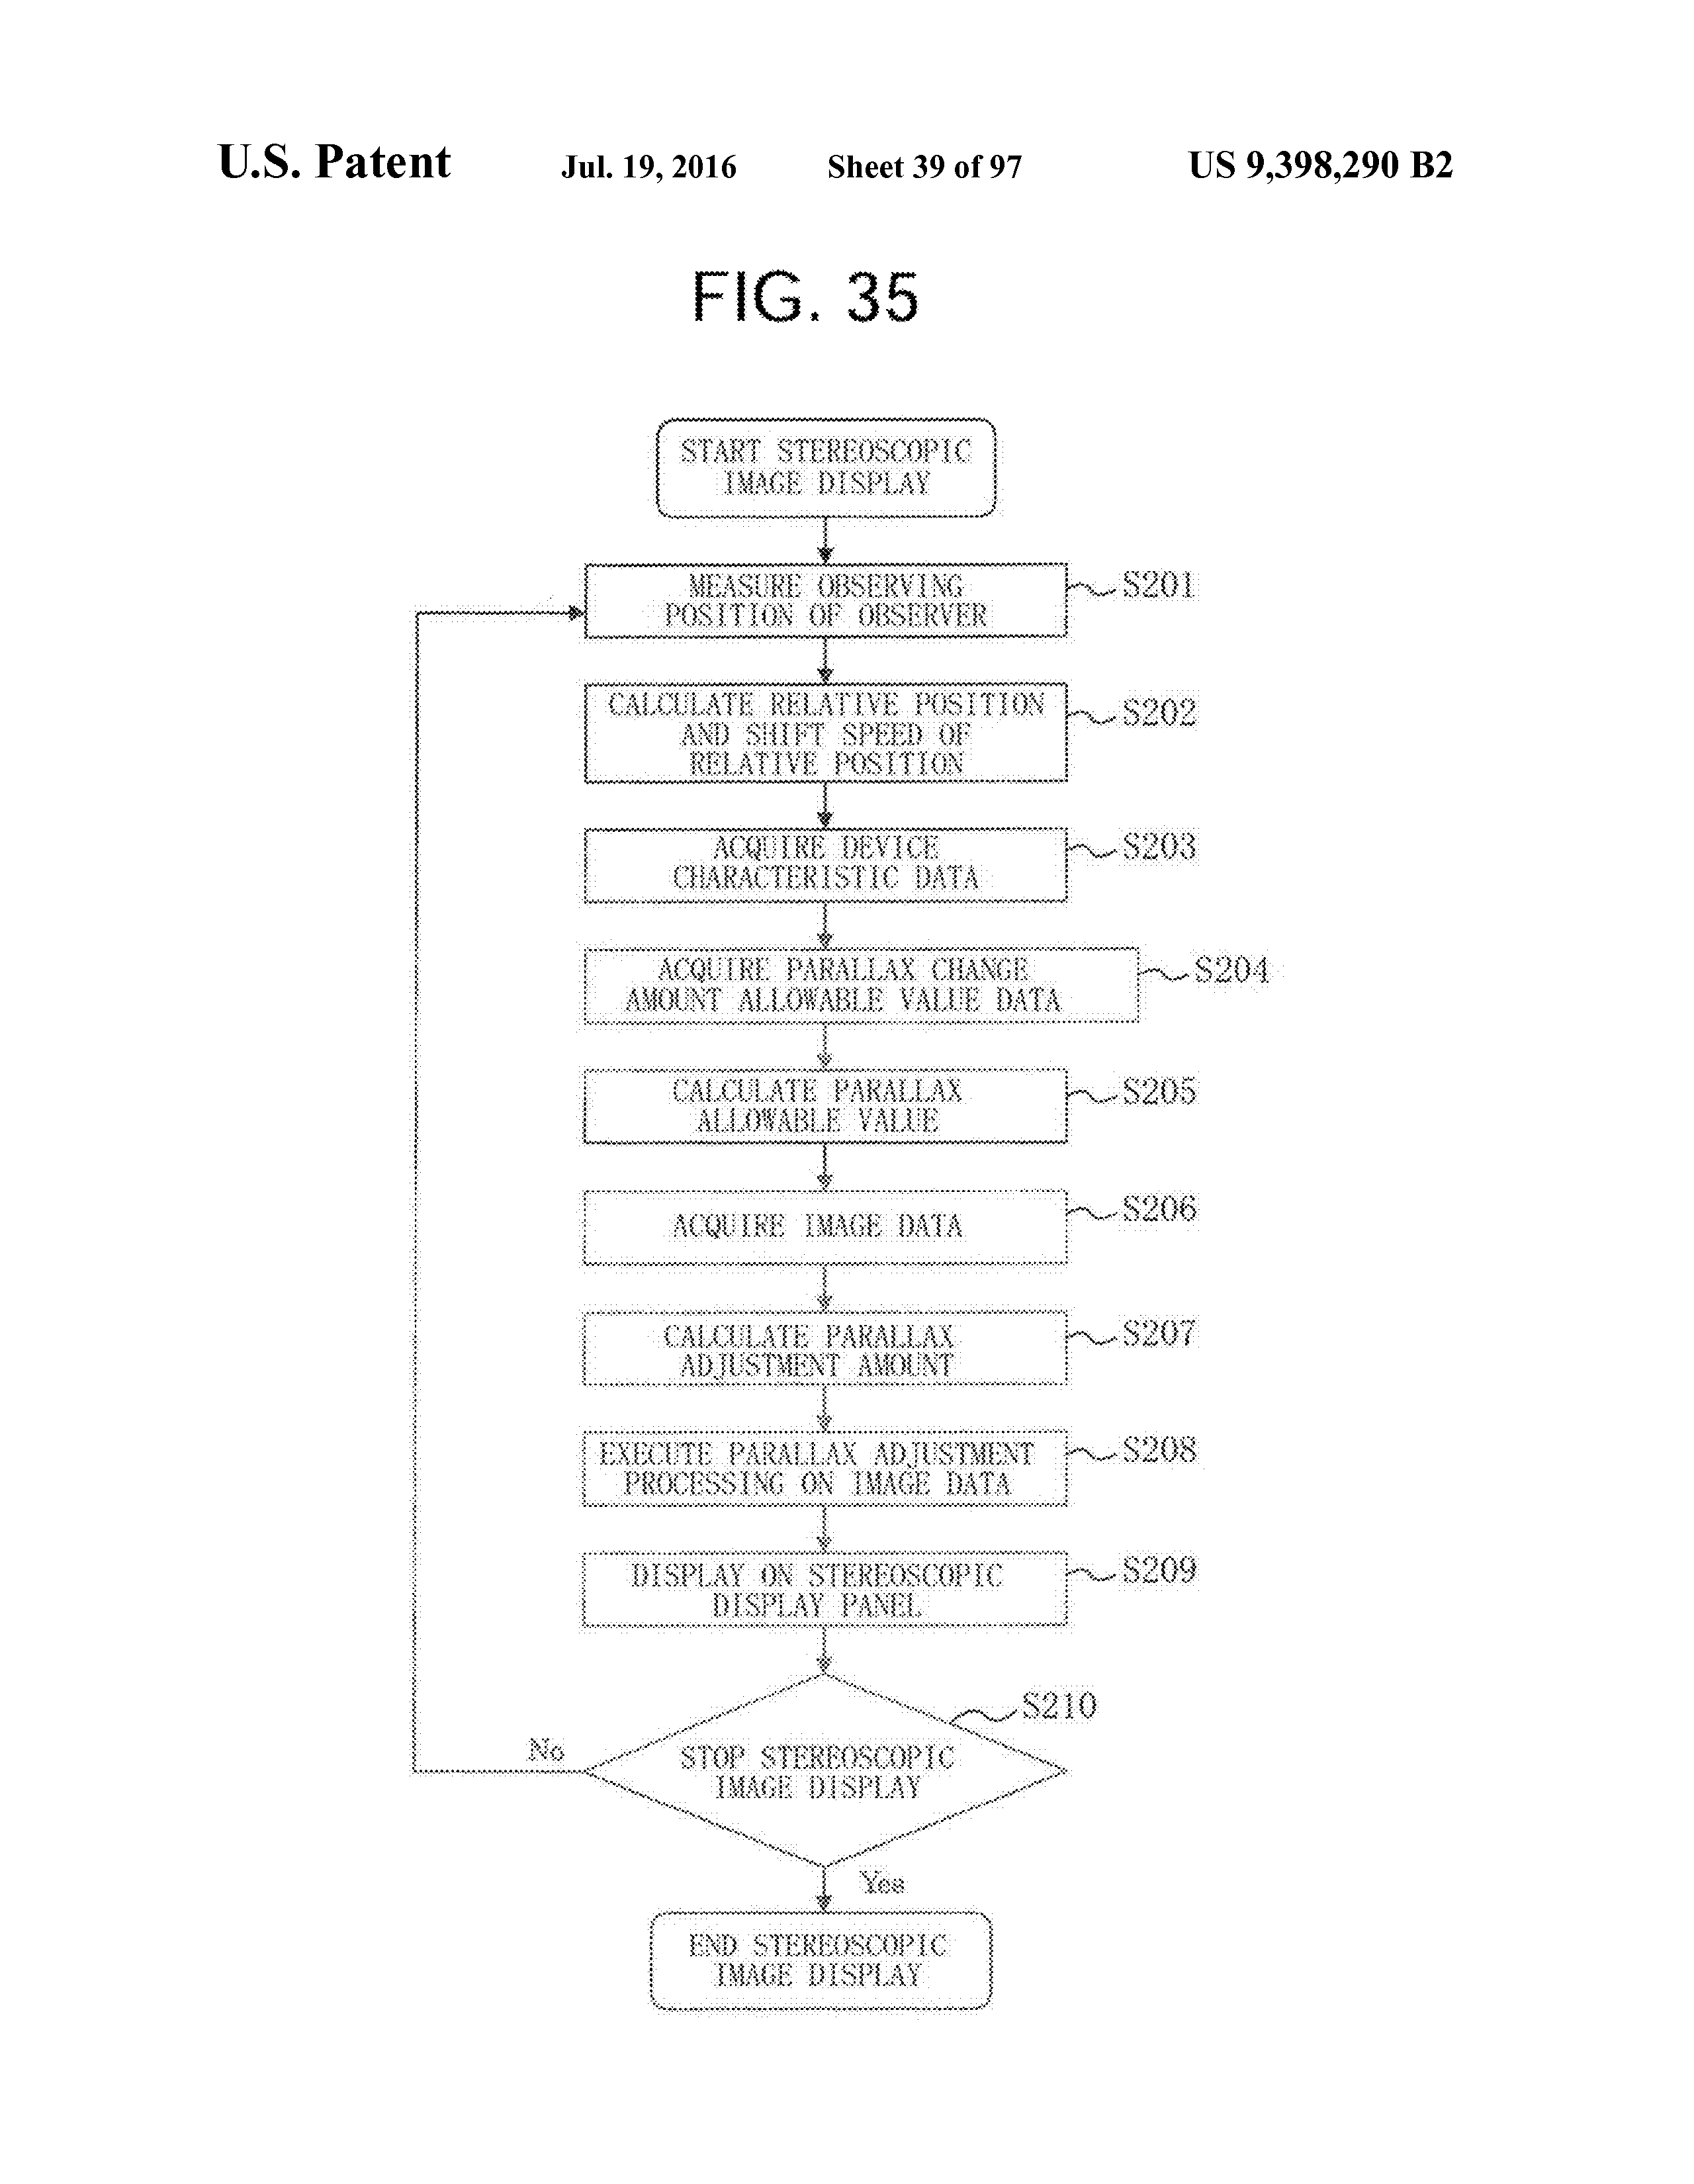 U.S. Patent Jul. 19, 2016 Sheet 39 of 97 US 9,398,290 B2
FIG. 35
START STEREOSCOPIC
IMAGE DISPLAY
MEASURE OBSERVING
POSITION OF OBSERVER
S201
CALCULATE RELATIVE POSITION
AND SHIFT SPEED OF
RELATIVE POSITION
S202
ACQUIRE DEVICE
CHARACTERISTIC DATA
S203
ACQUIRE PARALLAX CHANGE
AMOUNT ALLOWABLE VALUE DATA
S204
CALCULATE PARALLAX
ALLOWABLE VALUE
S205
ACQUIRE IMAGE DATA
S206
CALCULATE PARALLAX
ADJUSTMENT AMOUNT
S207
EXECUTE PARALLAX ADJUSTMENT
PROCESSING ON IMAGE DATA
S208
DISPLAY ON STEREOSCOPIC
DISPLAY PANEL
S209
STOP STEREOSCOPIC
IMAGE DISPLAY
S210
No
Yes
END STEREOSCOPIC
IMAGE DISPLAY